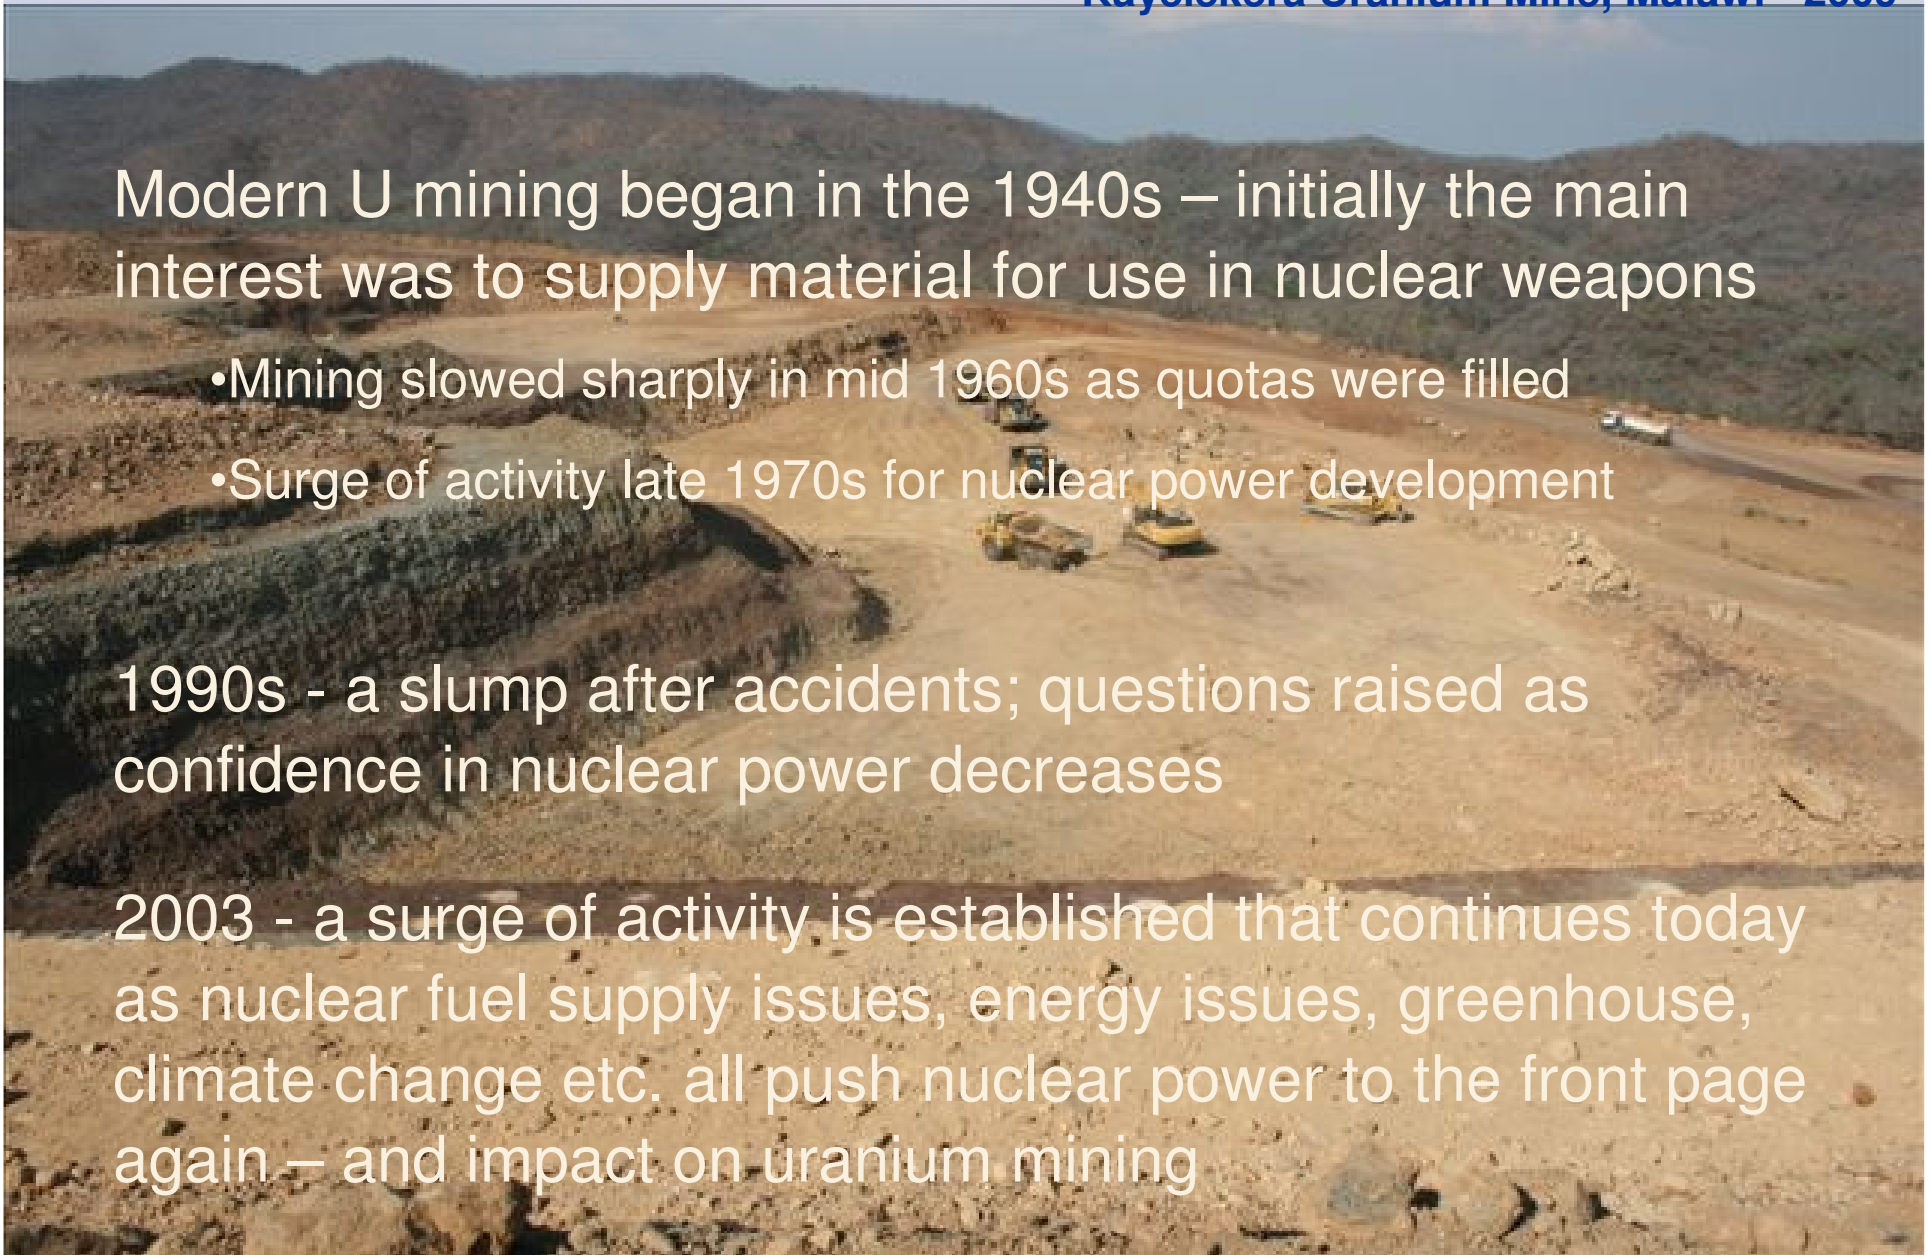 Uranium Mine, Malawi
Modern U mining began in the 1940s – initially the main
interest was to supply material for use in nuclear weapons
•Mining slowed sharply in mid 1960s as quotas were filled
•Surge of activity late 1970s for nuclear power development
1990s - a slump after accidents; questions raised as
confidence in nuclear power decreases
2003 - a surge of activity is established that continues today
as nuclear fuel supply issues, energy issues, greenhouse,
climate change etc. all push nuclear power to the front page
again – and impact on uranium mining